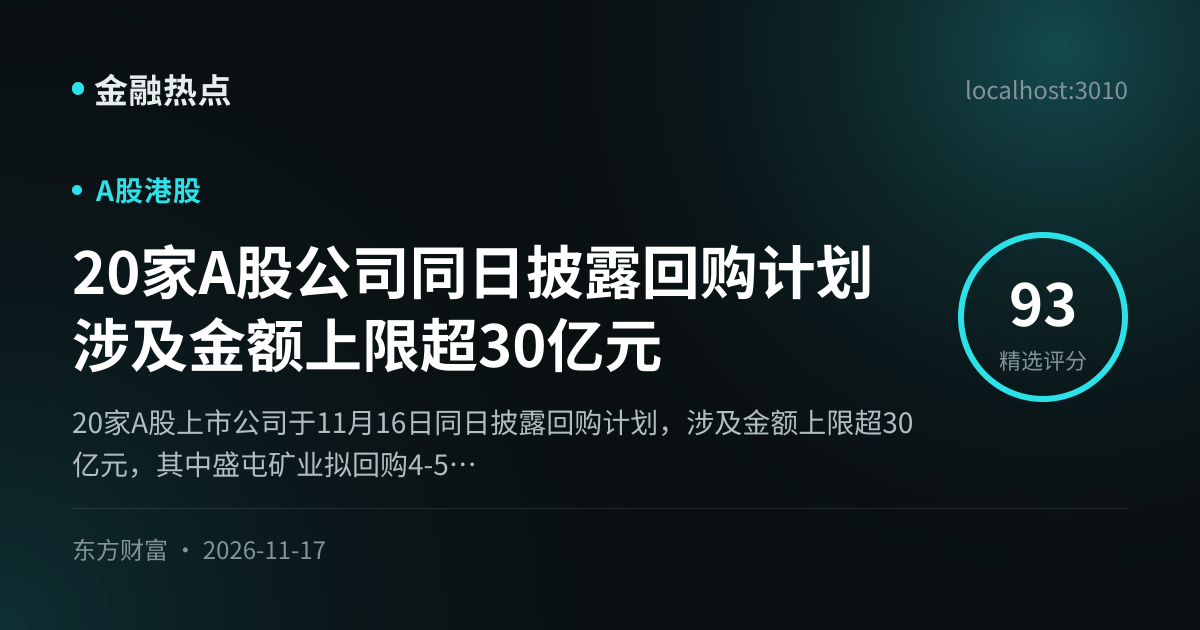 金融热点
localhost:3010
A股港股
20家A股公司同日披露回购计划
涉及金额上限超30亿元
93
精选评分
20家A股上市公司于11月16日同日披露回购计划，涉及金额上限超30
亿元，其中盛屯矿业拟回购4-5…
东方财富 · 2026-11-17